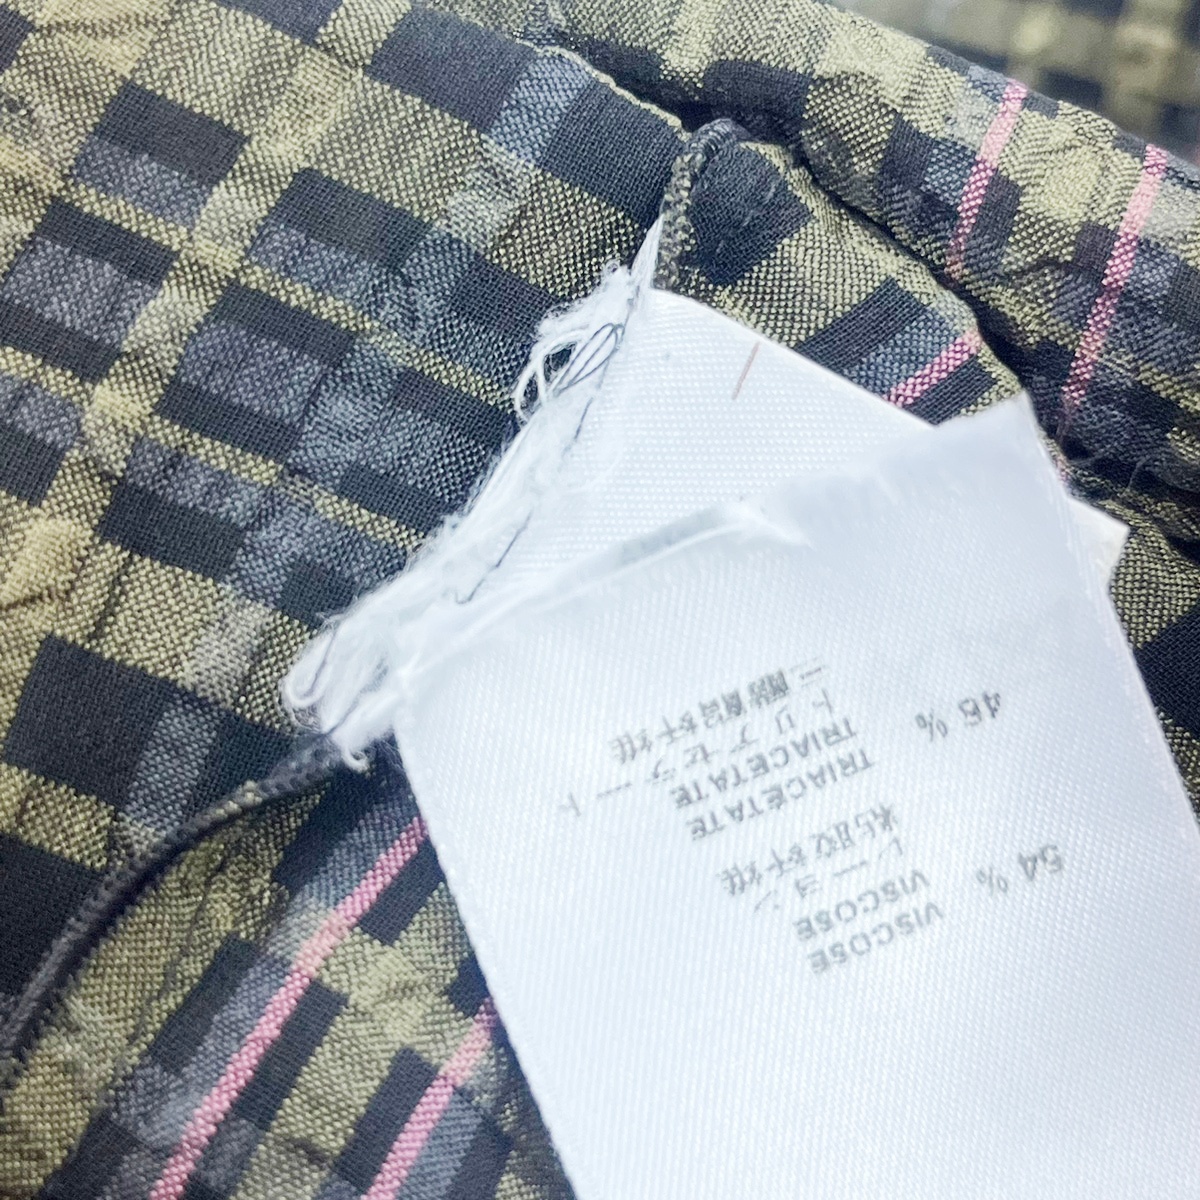 54 % VISCOSE
VISCOSE
レーヨン
粘胶纤维
46 % TRIACETATE
TRIACETATE
トリアセテート
三醋酯纤维